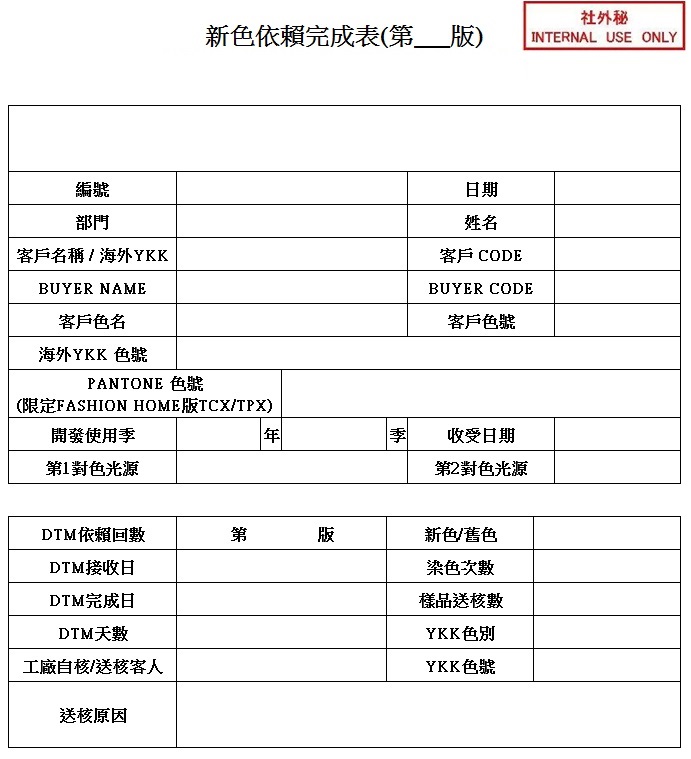 社外秘
INTERNAL USE ONLY
新色依賴完成表(第___版)
編號 日期
部門 姓名
客戶名稱 / 海外YKK 客戶 CODE
BUYER NAME BUYER CODE
客戶色名 客戶色號
海外YKK 色號
PANTONE 色號
(限定FASHION HOME版TCX/TPX)
開發使用季 年 季 收受日期
第1對色光源 第2對色光源
DTM依賴回數 第 版 新色/舊色
DTM接收日 染色次數
DTM完成日 樣品送核數
DTM天數 YKK色別
工廠自核/送核客人 YKK色號
送核原因